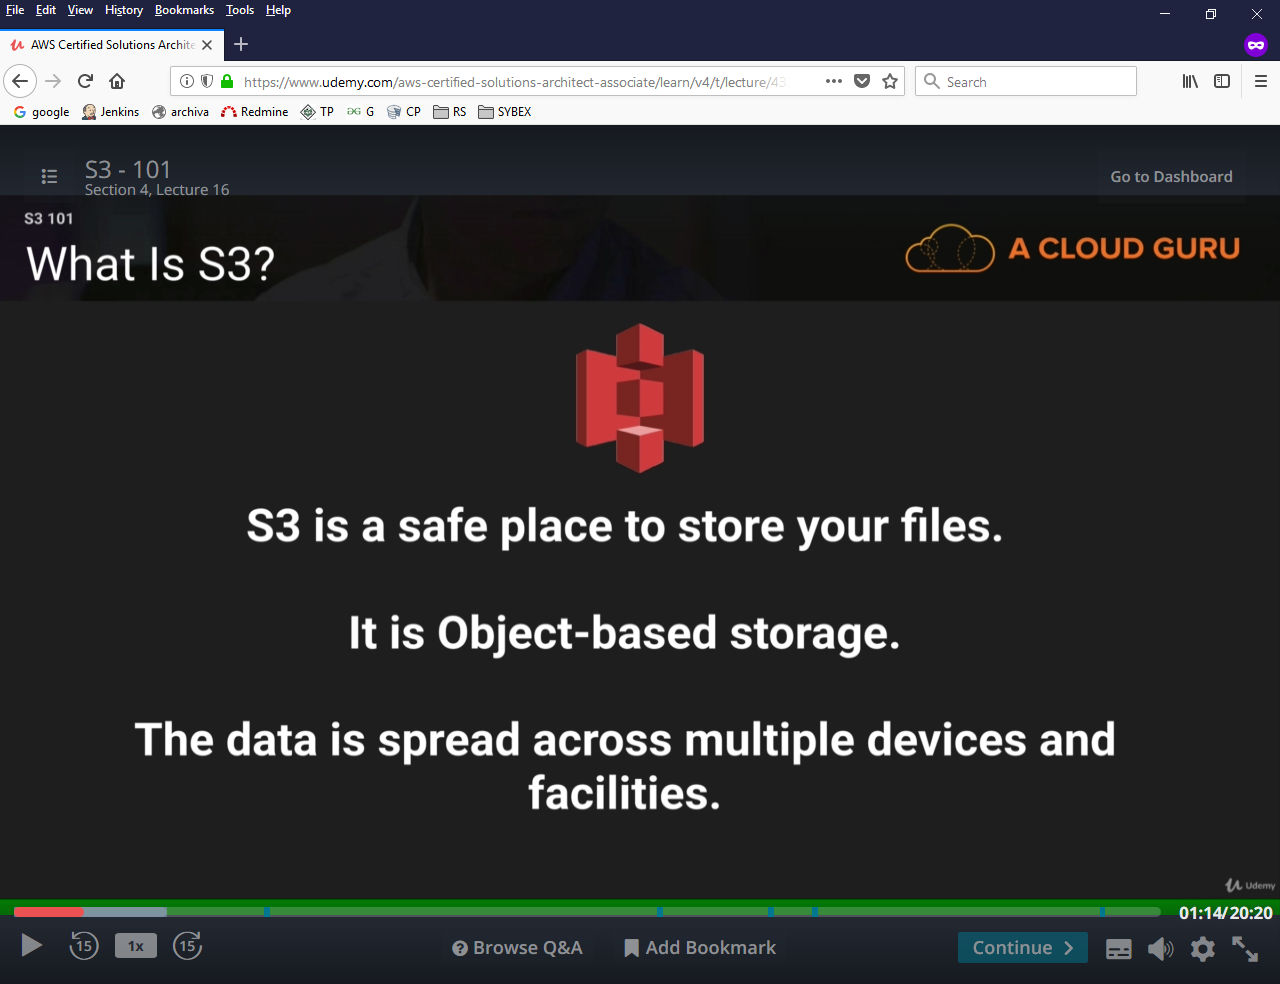 File Edit View History Bookmarks Tools Help
AWS Certified Solutions Archite
https://www.udemy.com/aws-certified-solutions-architect-associate/learn/v4/t/lecture/43
Search
google Jenkins archiva Redmine TP G CP RS SYBEX
S3 - 101
Section 4, Lecture 16
Go to Dashboard
S3 101
What Is S3?
A CLOUD GURU
S3 is a safe place to store your files.
It is Object-based storage.
The data is spread across multiple devices and
facilities.
Udemy
01:14/20:20
15 1x 15 Browse Q&A Add Bookmark Continue